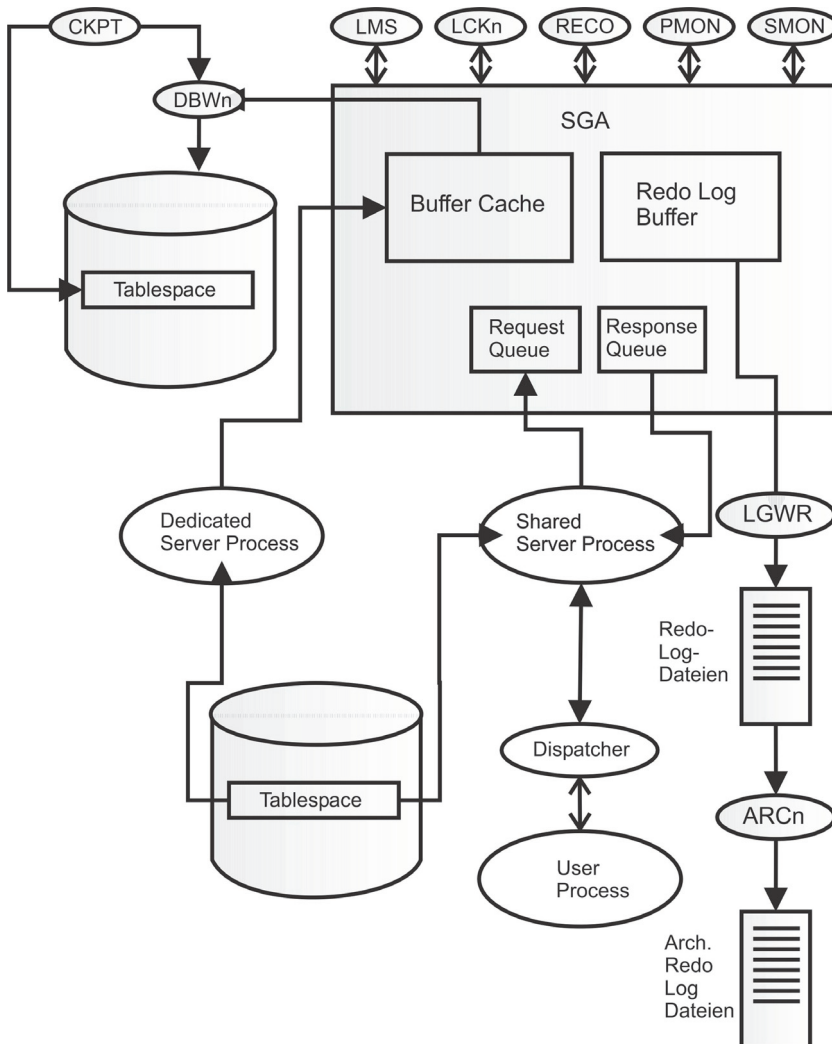 CKPT
LMS
LCKn
RECO
PMON
SMON
DBWn
SGA
Buffer Cache
Redo Log
Buffer
Tablespace
Request
Queue
Response
Queue
Dedicated
Server Process
Shared
Server Process
LGWR
Redo-
Log-
Dateien
Dispatcher
Tablespace
ARCn
User
Process
Arch.
Redo
Log
Dateien